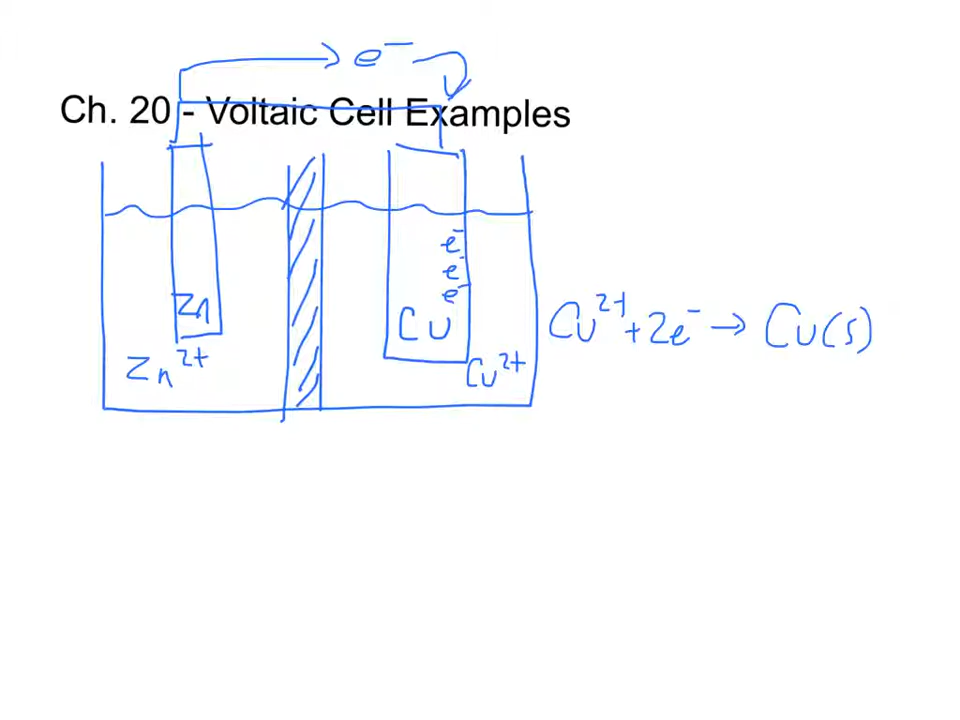 e⁻
Ch. 20 - Voltaic Cell Examples
e⁻
e⁻
e⁻
Zn
Cu
Cu²⁺ + 2e⁻ → Cu(s)
Zn²⁺
Cu²⁺